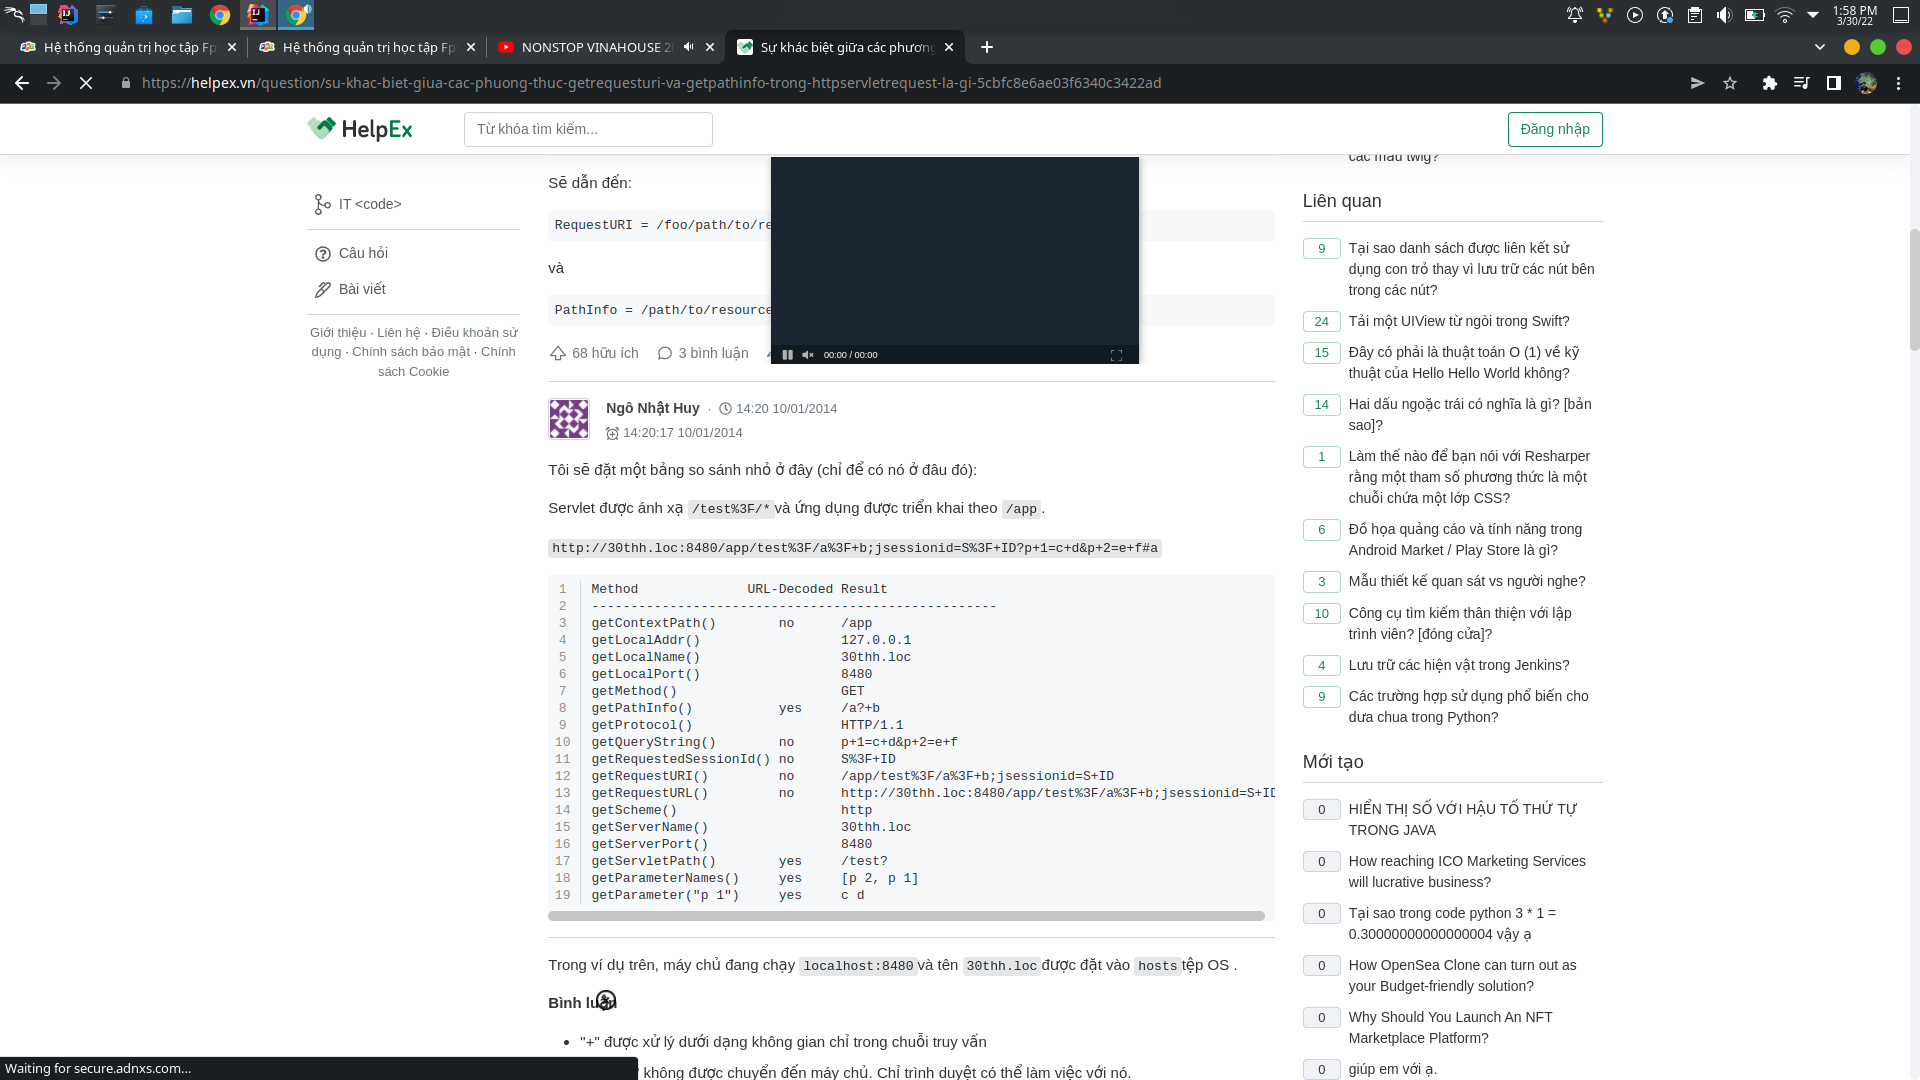 1:58 PM
3/30/22
Hệ thống quản trị học tập Fp
Hệ thống quản trị học tập Fp
NONSTOP VINAHOUSE 20
Sự khác biệt giữa các phương
https://helpex.vn/question/su-khac-biet-giua-cac-phuong-thuc-getrequesturi-va-getpathinfo-trong-httpservletrequest-la-gi-5cbfc8e6ae03f6340c3422ad
HelpEx
Từ khóa tìm kiếm...
Đăng nhập
IT <code>
Câu hỏi
Bài viết
Giới thiệu · Liên hệ · Điều khoản sử
dụng · Chính sách bảo mật · Chính
sách Cookie
Sẽ dẫn đến:
RequestURI = /foo/path/to/re
và
PathInfo = /path/to/resource
00:00 / 00:00
68 hữu ích
3 bình luận
Ngô Nhật Huy · 14:20 10/01/2014
14:20:17 10/01/2014
Tôi sẽ đặt một bảng so sánh nhỏ ở đây (chỉ để có nó ở đâu đó):
Servlet được ánh xạ /test%3F/* và ứng dụng được triển khai theo /app .
http://30thh.loc:8480/app/test%3F/a%3F+b;jsessionid=S%3F+ID?p+1=c+d&p+2=e+f#a
1 Method              URL-Decoded Result
2 ----------------------------------------------------
3 getContextPath()        no      /app
4 getLocalAddr()                  127.0.0.1
5 getLocalName()                  30thh.loc
6 getLocalPort()                  8480
7 getMethod()                     GET
8 getPathInfo()           yes     /a?+b
9 getProtocol()                   HTTP/1.1
10 getQueryString()        no      p+1=c+d&p+2=e+f
11 getRequestedSessionId() no      S%3F+ID
12 getRequestURI()         no      /app/test%3F/a%3F+b;jsessionid=S+ID
13 getRequestURL()         no      http://30thh.loc:8480/app/test%3F/a%3F+b;jsessionid=S+ID
14 getScheme()                     http
15 getServerName()                 30thh.loc
16 getServerPort()                 8480
17 getServletPath()        yes     /test?
18 getParameterNames()     yes     [p 2, p 1]
19 getParameter("p 1")     yes     c d
Trong ví dụ trên, máy chủ đang chạy localhost:8480 và tên 30thh.loc được đặt vào hosts tệp OS .
Bình luận
• "+" được xử lý dưới dạng không gian chỉ trong chuỗi truy vấn
không được chuyển đến máy chủ. Chỉ trình duyệt có thể làm việc với nó.
các mẫu twig?
Liên quan
9 Tại sao danh sách được liên kết sử
dụng con trỏ thay vì lưu trữ các nút bên
trong các nút?
24 Tải một UIView từ ngòi trong Swift?
15 Đây có phải là thuật toán O (1) về kỹ
thuật của Hello Hello World không?
14 Hai dấu ngoặc trái có nghĩa là gì? [bản
sao]?
1 Làm thế nào để bạn nói với Resharper
rằng một tham số phương thức là một
chuỗi chứa một lớp CSS?
6 Đồ họa quảng cáo và tính năng trong
Android Market / Play Store là gì?
3 Mẫu thiết kế quan sát vs người nghe?
10 Công cụ tìm kiếm thân thiện với lập
trình viên? [đóng cửa]?
4 Lưu trữ các hiện vật trong Jenkins?
9 Các trường hợp sử dụng phổ biến cho
dưa chua trong Python?
Mới tạo
0 HIỂN THỊ SỐ VỚI HẬU TỐ THỨ TỰ
TRONG JAVA
0 How reaching ICO Marketing Services
will lucrative business?
0 Tại sao trong code python 3 * 1 =
0.30000000000000004 vậy ạ
0 How OpenSea Clone can turn out as
your Budget-friendly solution?
0 Why Should You Launch An NFT
Marketplace Platform?
0 giúp em với ạ.
Waiting for secure.adnxs.com...